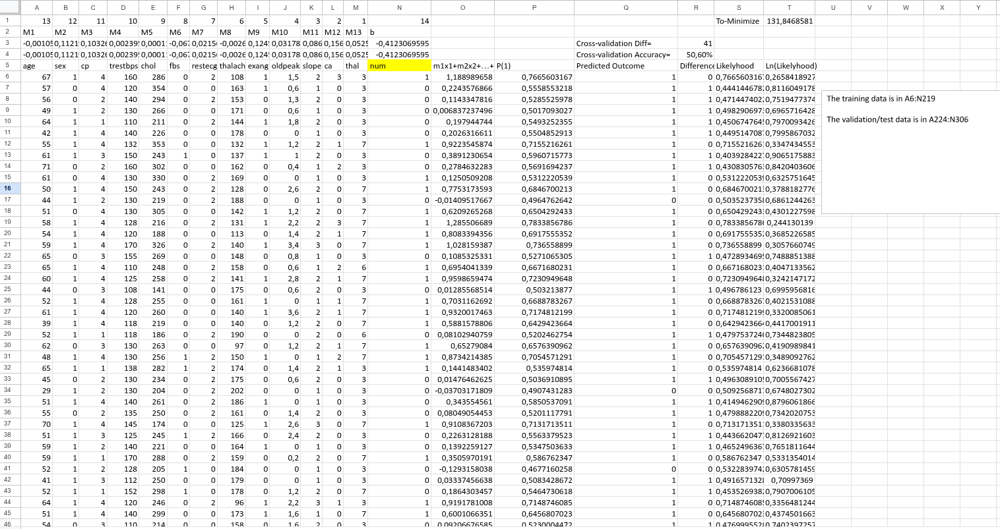 A B C D E F G H I J K L M N O P Q R S T U V W X Y
1 13 12 11 10 9 8 7 6 5 4 3 2 1 14 To-Minimize 131,8468581
2 M1 M2 M3 M4 M5 M6 M7 M8 M9 M10 M11 M12 M13 b
3 -0,00105 0,1121 0,10326 0,00239 0,00011 -0,067 0,0215 -0,0026 0,124 0,03178 0,086 0,156 0,0525 -0,4123069595 Cross-validation Diff= 41
4 -0,00105 0,1121 0,10326 0,00239 0,00011 -0,067 0,0215 -0,0026 0,124 0,03178 0,086 0,156 0,0525 -0,4123069595 Cross-validation Accuracy= 50,60%
5 age sex cp trestbps chol fbs restecg thalach exang oldpeak slope ca thal num m1x1+m2x2+...+ P(1) Predicted Outcome Difference Likelyhood Ln(Likelyhood)
6 67 1 4 160 286 0 2 108 1 1,5 2 3 3 1 1,188989658 0,7665603167 1 0 0,766560316 0,2658418927
7 57 0 4 120 354 0 0 163 1 0,6 1 0 3 0 0,2243576866 0,5558553218 1 1 0,444144678 0,8116049178
8 56 0 2 140 294 0 2 153 0 1,3 2 0 3 0 0,1143347816 0,5285525978 1 1 0,471447402 0,7519477374
The training data is in A6:N219
9 49 1 2 130 266 0 0 171 0 0,6 1 0 3 0 0,006837237496 0,5017093027 1 1 0,498290697 0,6965716428
10 64 1 1 110 211 0 2 144 1 1,8 2 0 3 0 0,197944744 0,5493252355 1 1 0,450674764 0,7970093426
The validation/test data is in A224:N306
11 42 1 4 140 226 0 0 178 0 0 1 0 3 0 0,2026316611 0,5504852913 1 1 0,449514708 0,7995867032
12 55 1 4 132 353 0 0 132 1 1,2 2 1 7 1 0,9223545874 0,7155216261 1 0 0,715521626 0,3347434553
13 61 1 3 150 243 1 0 137 1 1 2 0 3 0 0,3891230654 0,5960715773 1 1 0,403928422 0,9065175883
14 71 0 2 160 302 0 0 162 0 0,4 1 2 3 0 0,2784632283 0,5691694237 1 1 0,430830576 0,8420403606
15 61 0 4 130 330 0 2 169 0 0 1 0 3 1 0,1250509208 0,5312220539 1 0 0,531222053 0,6325751645
16 50 1 4 150 243 0 2 128 0 2,6 2 0 7 1 0,7753173593 0,6846700213 1 0 0,684670021 0,3788182776
17 44 1 2 130 219 0 2 188 0 0 1 0 3 0 -0,01409517667 0,4964762642 0 0 0,503523735 0,6861244263
18 51 0 4 130 305 0 0 142 1 1,2 2 0 7 1 0,6209265268 0,6504292433 1 0 0,650429243 0,4301227598
19 58 1 4 128 216 0 2 131 1 2,2 2 3 7 1 1,285506689 0,7833856786 1 0 0,783385678 0,244130139
20 54 1 4 120 188 0 0 113 0 1,4 2 1 7 1 0,8083394356 0,6917555352 1 0 0,691755535 0,3685226585
21 59 1 4 170 326 0 2 140 1 3,4 3 0 7 1 1,028159387 0,736558899 1 0 0,736558899 0,3057660749
22 65 0 3 155 269 0 0 148 0 0,8 1 0 3 0 0,1085325331 0,5271065305 1 1 0,472893469 0,7488851388
23 65 1 4 110 248 0 2 158 0 0,6 1 2 6 1 0,6954041339 0,6671680231 1 0 0,667168023 0,4047133562
24 60 1 4 125 258 0 2 141 1 2,8 2 1 7 1 0,9598659474 0,7230949648 1 0 0,723094964 0,3242147172
25 44 0 3 108 141 0 0 175 0 0,6 2 0 3 0 0,01285568514 0,503213877 1 1 0,496786123 0,6995956816
26 52 1 4 128 255 0 0 161 1 0 1 1 7 1 0,7031162692 0,6688783267 1 0 0,668878326 0,4021531088
27 61 1 4 120 260 0 0 140 1 3,6 2 1 7 1 0,9320017463 0,7174812199 1 0 0,717481219 0,3320085061
28 39 1 4 118 219 0 0 140 0 1,2 2 0 7 1 0,5881578806 0,6429423664 1 0 0,642942366 0,4417001911
29 52 1 1 118 186 0 2 190 0 0 2 0 6 0 0,08102940759 0,5202462754 1 1 0,479753724 0,7344823805
30 62 0 3 130 263 0 0 97 0 1,2 2 1 7 1 0,65279084 0,6576390962 1 0 0,657639096 0,4190989841
31 48 1 4 130 256 1 2 150 1 0 1 2 7 1 0,8734214385 0,7054571291 1 0 0,705457129 0,3489092762
32 65 1 1 138 282 1 2 174 0 1,4 2 1 3 1 0,1441483402 0,535974814 1 0 0,535974814 0,6236681078
33 45 0 2 130 234 0 2 175 0 0,6 2 0 3 0 0,01476462625 0,5036910895 1 1 0,496308910 0,7005567427
34 29 1 2 130 204 0 2 202 0 0 1 0 3 0 -0,03703171809 0,4907431283 0 0 0,509256871 0,6748027302
35 51 1 4 140 261 0 2 186 1 0 1 0 3 0 0,343554561 0,5850537091 1 1 0,414946290 0,8796061866
36 55 0 2 135 250 0 2 161 0 1,4 2 0 3 0 0,08049054453 0,5201117791 1 1 0,479888220 0,7342020753
37 70 1 4 145 174 0 0 125 1 2,6 3 0 7 1 0,9108367203 0,7131713511 1 0 0,713171351 0,3380335633
38 51 1 3 125 245 1 2 166 0 2,4 2 0 3 0 0,2263128188 0,5563379523 1 1 0,443662047 0,8126921603
39 59 1 2 140 221 0 0 164 1 0 1 0 3 0 0,1392259127 0,5347503633 1 1 0,465249636 0,7651811644
40 59 1 1 170 288 0 2 159 0 0,2 2 0 7 1 0,3505970191 0,586762347 1 0 0,586762347 0,5331354014
41 52 1 2 128 205 1 0 184 0 0 1 0 3 0 -0,1293158038 0,4677160258 0 0 0,532283974 0,6305781459
42 41 1 3 112 250 0 0 179 0 0 1 0 3 0 0,03337456638 0,5083428672 1 1 0,491657132 0,70997369
43 52 1 1 152 298 1 0 178 0 1,2 2 0 7 0 0,1864303457 0,5464730618 1 1 0,453526938 0,7907006105
44 64 1 4 120 246 0 2 96 1 2,2 3 1 3 1 0,9191781008 0,7148746085 1 0 0,714874608 0,3356481244
45 51 1 4 140 299 0 0 173 1 1,6 1 0 7 1 0,6001066351 0,6456807023 1 0 0,645680702 0,4374501663
46 54 0 3 110 214 0 0 158 0 1,6 2 0 3 0 0,09206676585 0,5230004472 1 1 0,476999552 0,7402397257